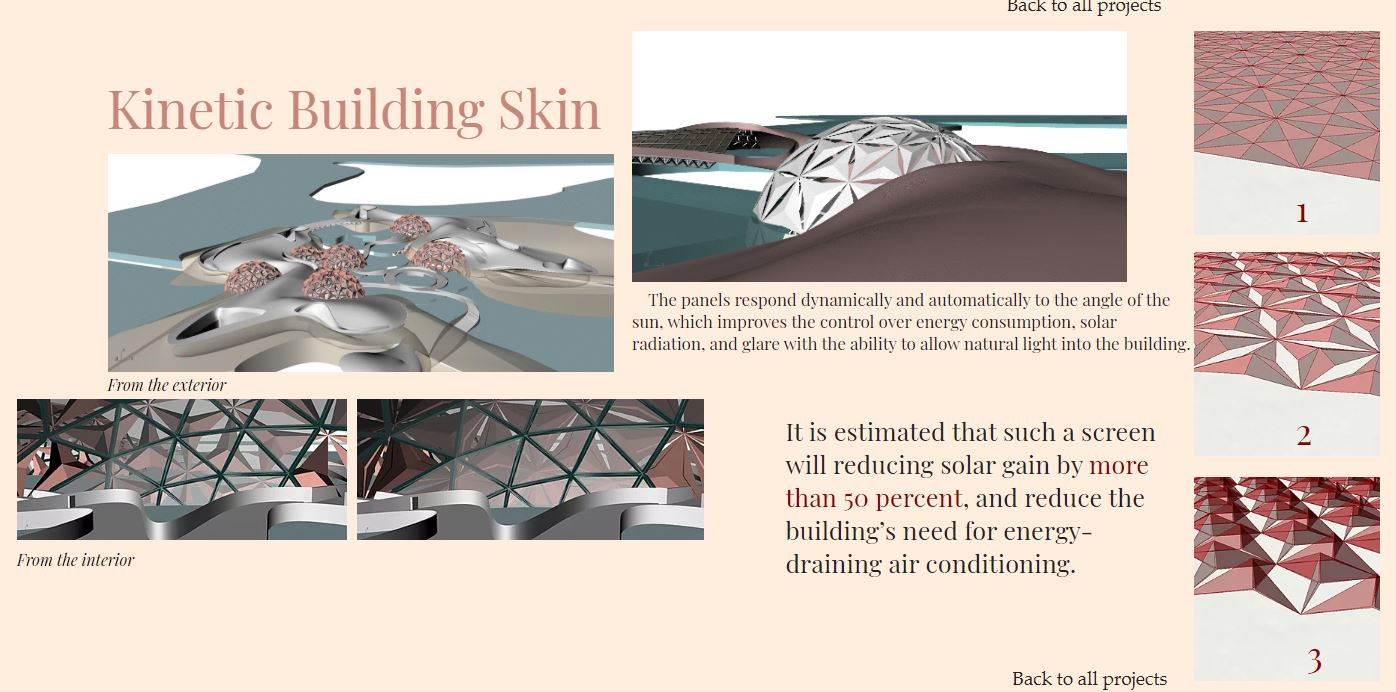 Back to all projects
Kinetic Building Skin
The panels respond dynamically and automatically to the angle of the
sun, which improves the control over energy consumption, solar
radiation, and glare with the ability to allow natural light into the building.
From the exterior
From the interior
It is estimated that such a screen
will reducing solar gain by more
than 50 percent, and reduce the
building's need for energy-
draining air conditioning.
1
2
3
Back to all projects